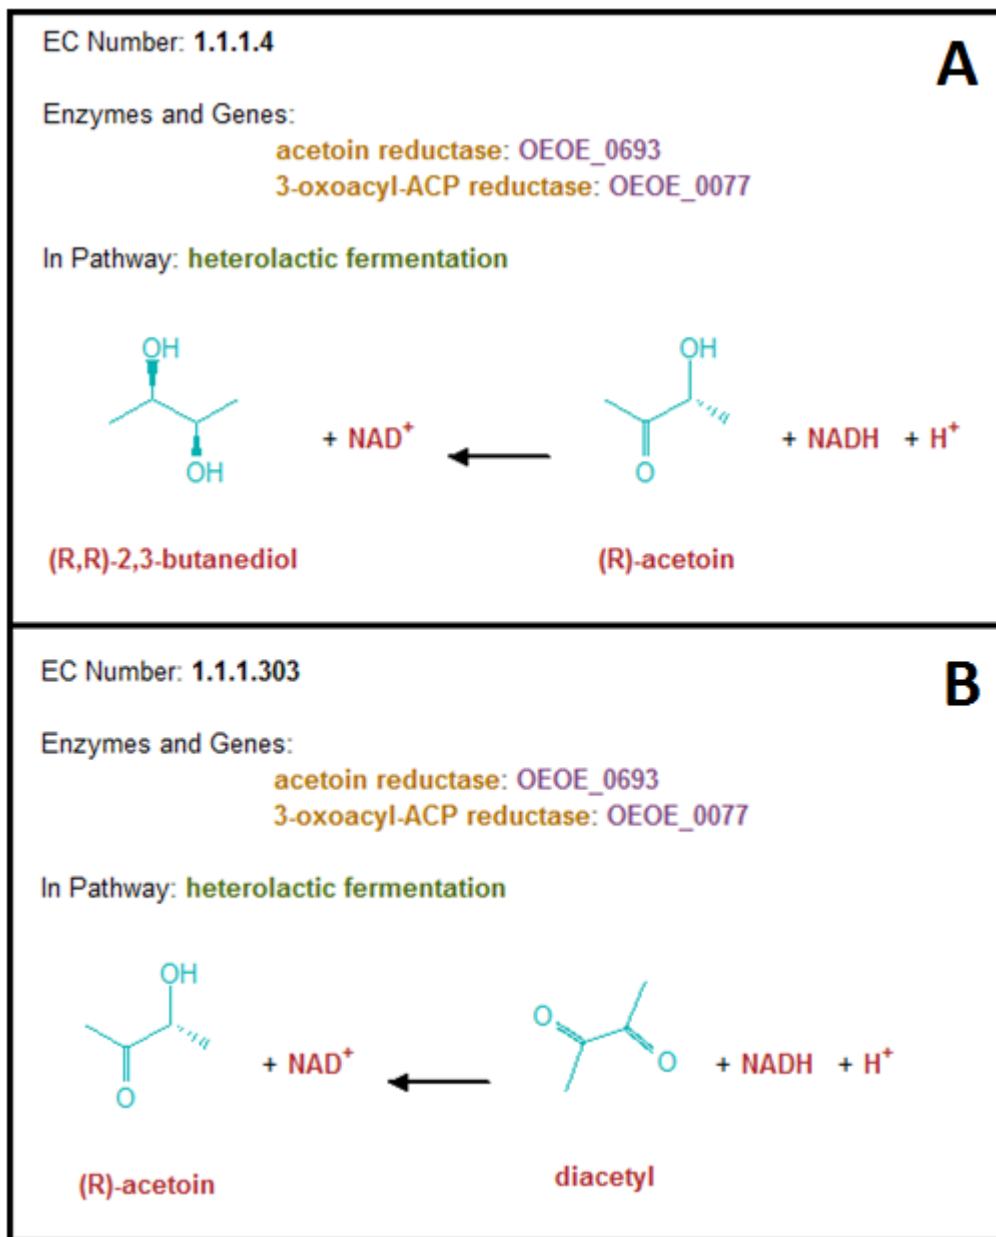 EC Number: 1.1.1.4
A
Enzymes and Genes:
acetoin reductase: OEOE_0693
3-oxoacyl-ACP reductase: OEOE_0077
In Pathway: heterolactic fermentation
OH
OH
+ NAD+
OH
O
+ NADH + H+
(R,R)-2,3-butanediol
(R)-acetoin
EC Number: 1.1.1.303
B
Enzymes and Genes:
acetoin reductase: OEOE_0693
3-oxoacyl-ACP reductase: OEOE_0077
In Pathway: heterolactic fermentation
OH
O
+ NAD+
O
O
+ NADH + H+
(R)-acetoin
diacetyl